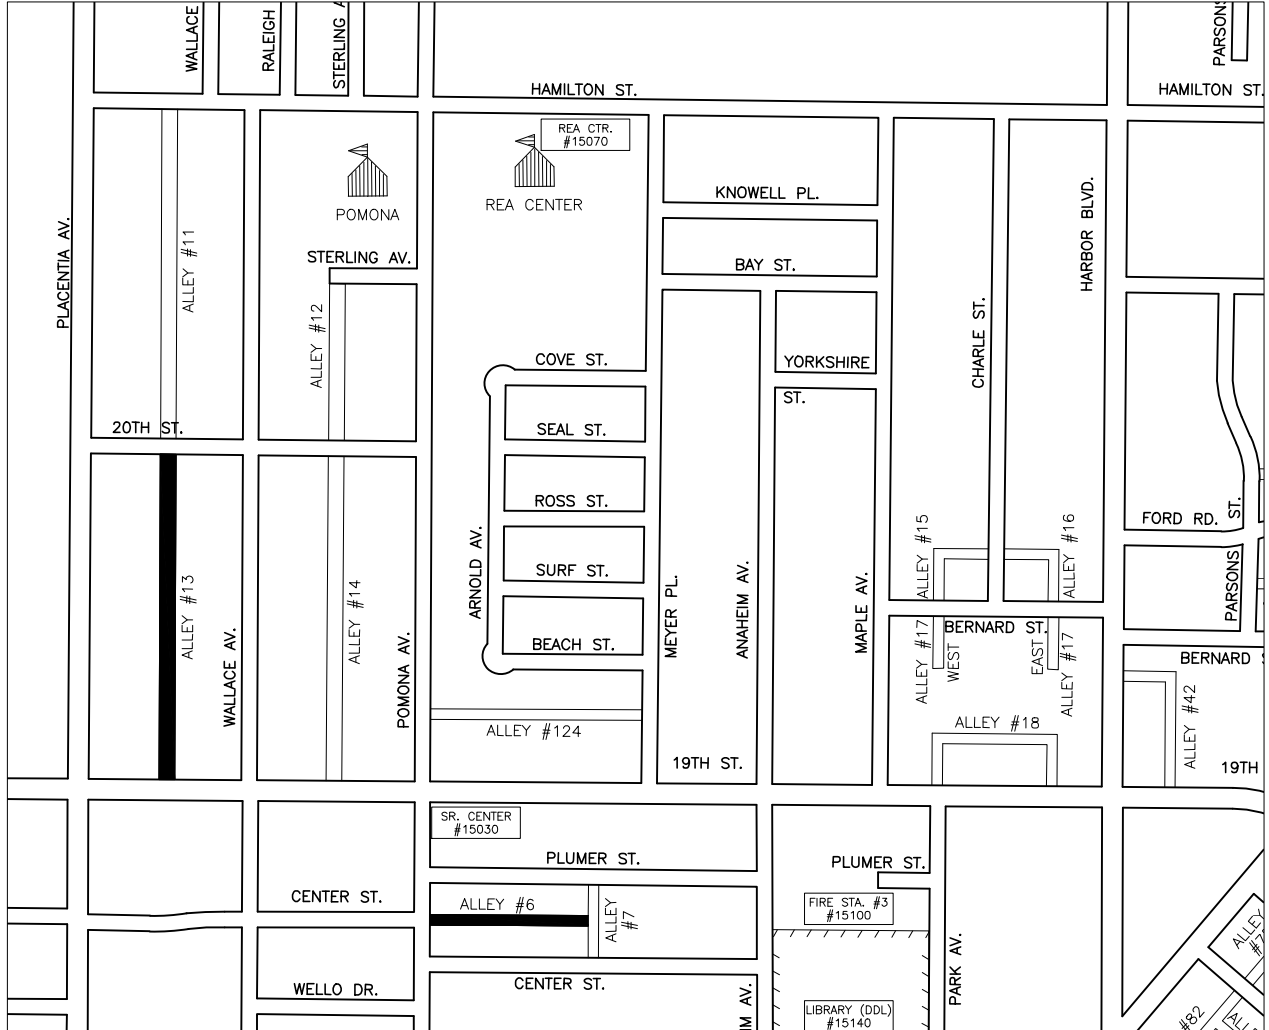 WALLACE
RALEIGH
STERLING
PARSONS
HAMILTON ST.
HAMILTON ST.
REA CTR.
#15070
POMONA
REA CENTER
KNOWELL PL.
HARBOR BLVD.
PLACENTIA AV.
ALLEY #11
STERLING AV.
BAY ST.
ALLEY #12
COVE ST.
YORKSHIRE
ST.
CHARLE ST.
20TH ST.
SEAL ST.
ROSS ST.
ARNOLD AV.
SURF ST.
BEACH ST.
MEYER PL.
ANAHEIM AV.
MAPLE AV.
ALLEY #15
ALLEY #16
FORD RD.
PARSONS ST.
ALLEY #13
WALLACE AV.
ALLEY #14
POMONA AV.
BERNARD ST.
ALLEY #17
WEST
EAST
ALLEY #17
BERNARD
ALLEY #42
ALLEY #124
ALLEY #18
19TH ST.
19TH
SR. CENTER
#15030
PLUMER ST.
PLUMER ST.
CENTER ST.
ALLEY #6
ALLEY
#7
FIRE STA. #3
#15100
PARK AV.
ALLEY
WELLO DR.
CENTER ST.
IM AV.
LIBRARY (DDL)
#15140
#82